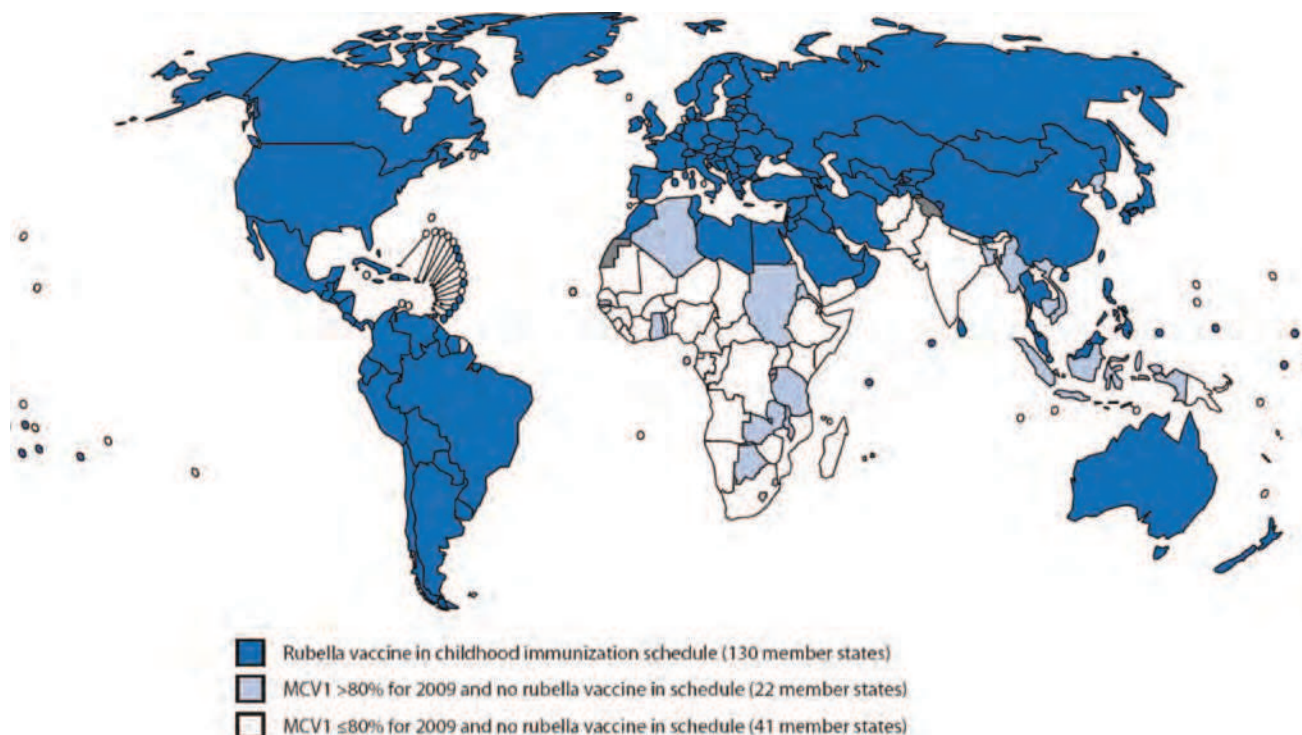 Rubella vaccine in childhood immunization schedule (130 member states)
MCV1 >80% for 2009 and no rubella vaccine in schedule (22 member states)
MCV1 ≤80% for 2009 and no rubella vaccine in schedule (41 member states)